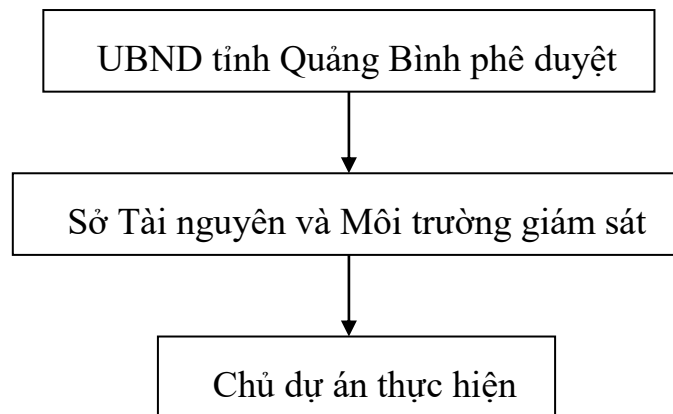 UBND tỉnh Quảng Bình phê duyệt
Sở Tài nguyên và Môi trường giám sát
Chủ dự án thực hiện